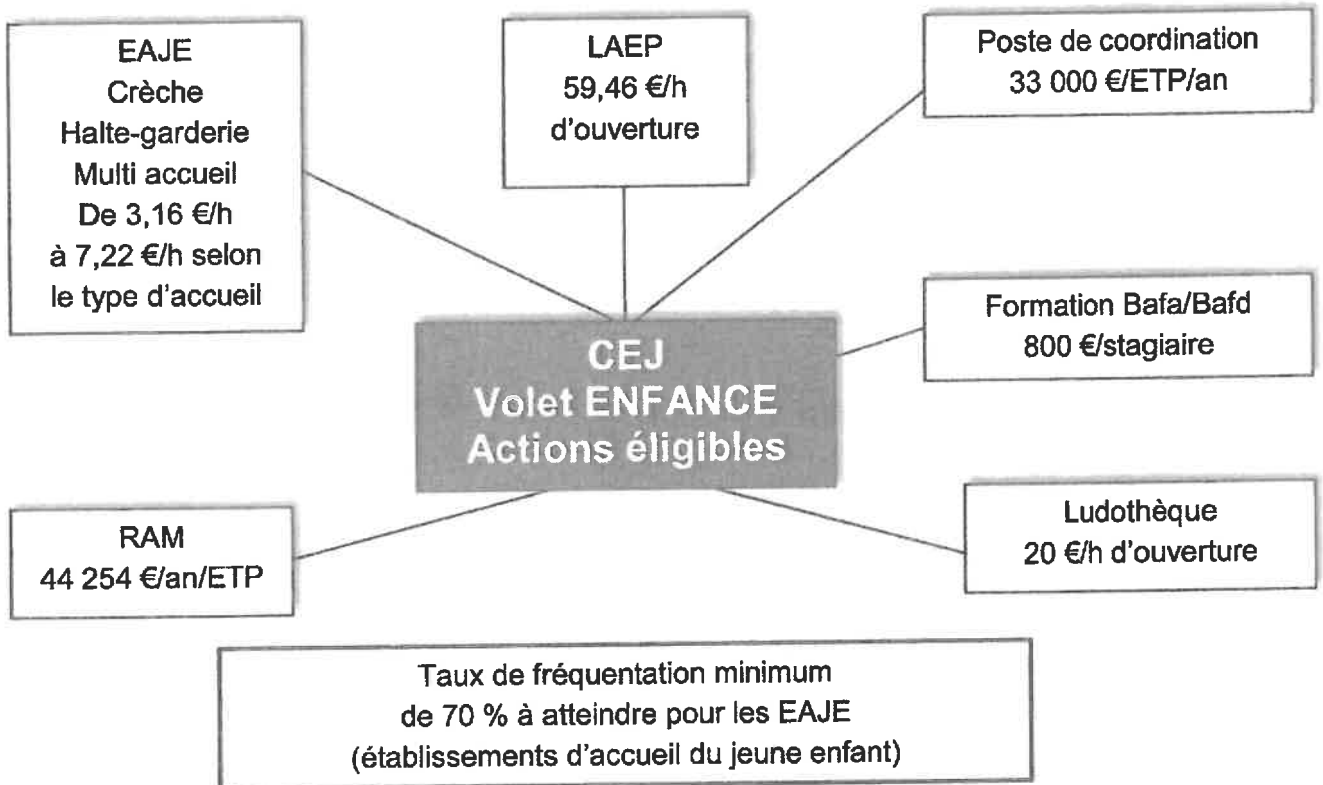 EAJE
Crèche
Halte-garderie
Multi accueil
De 3,16 €/h
à 7,22 €/h selon
le type d'accueil
LAEP
59,46 €/h
d'ouverture
Poste de coordination
33 000 €/ETP/an
Formation Bafa/Bafd
800 €/stagiaire
CEJ
Volet ENFANCE
Actions éligibles
RAM
44 254 €/an/ETP
Ludothèque
20 €/h d'ouverture
Taux de fréquentation minimum
de 70 % à atteindre pour les EAJE
(établissements d'accueil du jeune enfant)